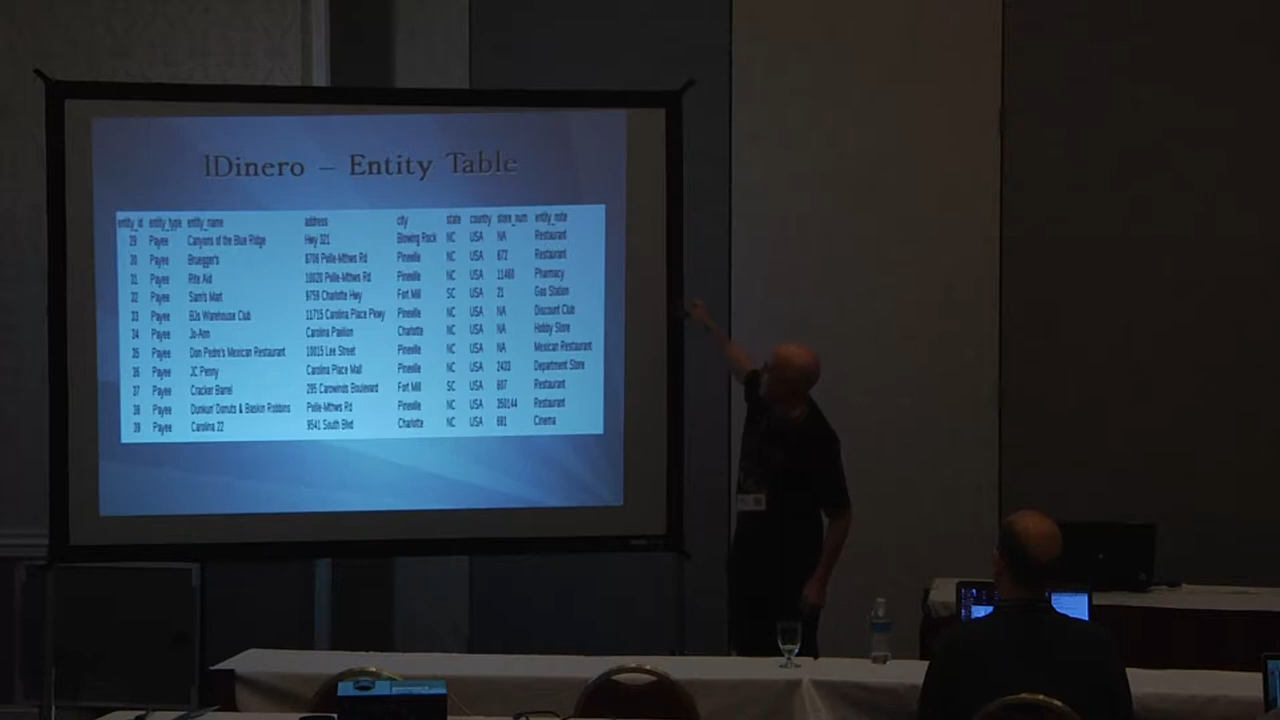 lDinero – Entity Table
entity_id entity_type entity_name address city state country store_num entity_note
29 Payee Canyons of the Blue Ridge Hwy 321 Blowing Rock NC USA NA Restaurant
30 Payee Bruegger's 8706 Pvlle-Mthws Rd Pineville NC USA 672 Restaurant
31 Payee Rite Aid 10020 Pvlle-Mthws Rd Pineville NC USA 11460 Pharmacy
32 Payee Sam's Mart 9759 Charlotte Hwy Fort Mill SC USA 21 Gas Station
33 Payee BJs Warehouse Club 11715 Carolina Place Pkwy Pineville NC USA NA Discount Club
34 Payee Jo-Ann Carolina Pavilion Charlotte NC USA NA Hobby Store
35 Payee Don Pedro's Mexican Restaurant 10015 Lee Street Pineville NC USA NA Mexican Restaurant
36 Payee JC Penny Carolina Place Mall Pineville NC USA 2433 Department Store
37 Payee Cracker Barrel 295 Carowinds Boulevard Fort Mill SC USA 607 Restaurant
38 Payee Dunkun' Donuts & Baskin Robbins Pvlle-Mthws Rd Pineville NC USA 350144 Restaurant
39 Payee Carolina 22 9541 South Blvd Charlotte NC USA 681 Cinema